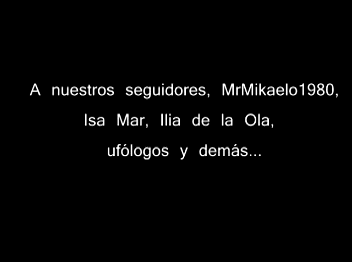 A nuestros seguidores, MrMikaelo1980,
Isa Mar, Ilia de la Ola,
ufólogos y demás...